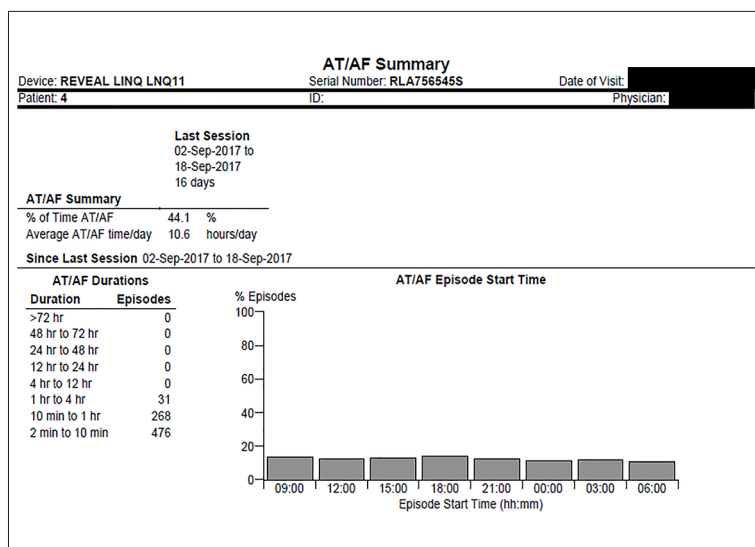 AT/AF Summary
Device: REVEAL LINQ LNQ11 Serial Number: RLA756545S Date of Visit:
Patient: 4 ID: Physician:
Last Session
02-Sep-2017 to
18-Sep-2017
16 days
AT/AF Summary
% of Time AT/AF 44.1 %
Average AT/AF time/day 10.6 hours/day
Since Last Session 02-Sep-2017 to 18-Sep-2017
AT/AF Durations
Duration Episodes
>72 hr 0
48 hr to 72 hr 0
24 hr to 48 hr 0
12 hr to 24 hr 0
4 hr to 12 hr 0
1 hr to 4 hr 31
10 min to 1 hr 268
2 min to 10 min 476
AT/AF Episode Start Time
% Episodes
100
80
60
40
20
0
09:00 12:00 15:00 18:00 21:00 00:00 03:00 06:00
Episode Start Time (hh:mm)